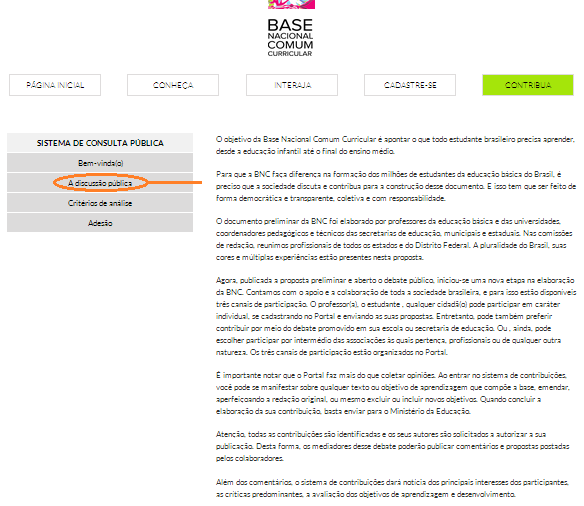 BASE
NACIONAL
COMUM
CURRICULAR
PÁGINA INICIAL
CONHEÇA
INTERAJA
CADASTRE-SE
CONTRIBUA
SISTEMA DE CONSULTA PÚBLICA
Bem-vinda(o)
A discussão pública
Critérios de análise
Adesão
O objetivo da Base Nacional Comum Curricular é apontar o que todo estudante brasileiro precisa aprender,
desde a educação infantil até o final do ensino médio.
Para que a BNC faça diferença na formação dos milhões de estudantes da educação básica do Brasil, é
preciso que a sociedade discuta e contribua para a construção desse documento. E isso tem que ser feito de
forma democrática e transparente, coletiva e com responsabilidade.
O documento preliminar da BNC foi elaborado por professores da educação básica e das universidades,
coordenadores pedagógicos e técnicos das secretarias de educação, municipais e estaduais. Nas comissões
de redação, reunimos profissionais de todos os estados e do Distrito Federal. A pluralidade do Brasil, suas
cores e múltiplas experiências estão presentes nesta proposta.
Agora, publicada a proposta preliminar e aberto o debate público, iniciou-se uma nova etapa na elaboração
da BNC. Contamos com o apoio e a colaboração de toda a sociedade brasileira, e para isso estão disponíveis
três canais de participação. O professor(a), o estudante , qualquer cidadã(o) pode participar em caráter
individual, se cadastrando no Portal e enviando as suas propostas. Entretanto, pode também preferir
contribuir por meio do debate promovido em sua escola ou secretaria de educação. Ou , ainda, pode
escolher participar por intermédio das associações às quais pertença, profissionais ou de qualquer outra
natureza. Os três canais de participação estão organizados no Portal.
É importante notar que o Portal faz mais do que coletar opiniões. Ao entrar no sistema de contribuições,
você pode se manifestar sobre qualquer texto ou objetivo de aprendizagem que compõe a base, emendar,
aperfeiçoando a redação original, ou mesmo excluir ou incluir novos objetivos. Quando concluir a
elaboração da sua contribuição, basta enviar para o Ministério da Educação.
Atenção, todas as contribuições são identificadas e os seus autores são solicitados a autorizar a sua
publicação. Desta forma, os mediadores desse debate poderão publicar comentários e propostas postadas
pelos colaboradores.
Além dos comentários, o sistema de contribuições dará notícia dos principais interesses dos participantes,
as críticas predominantes, a avaliação dos objetivos de aprendizagem e desenvolvimento.